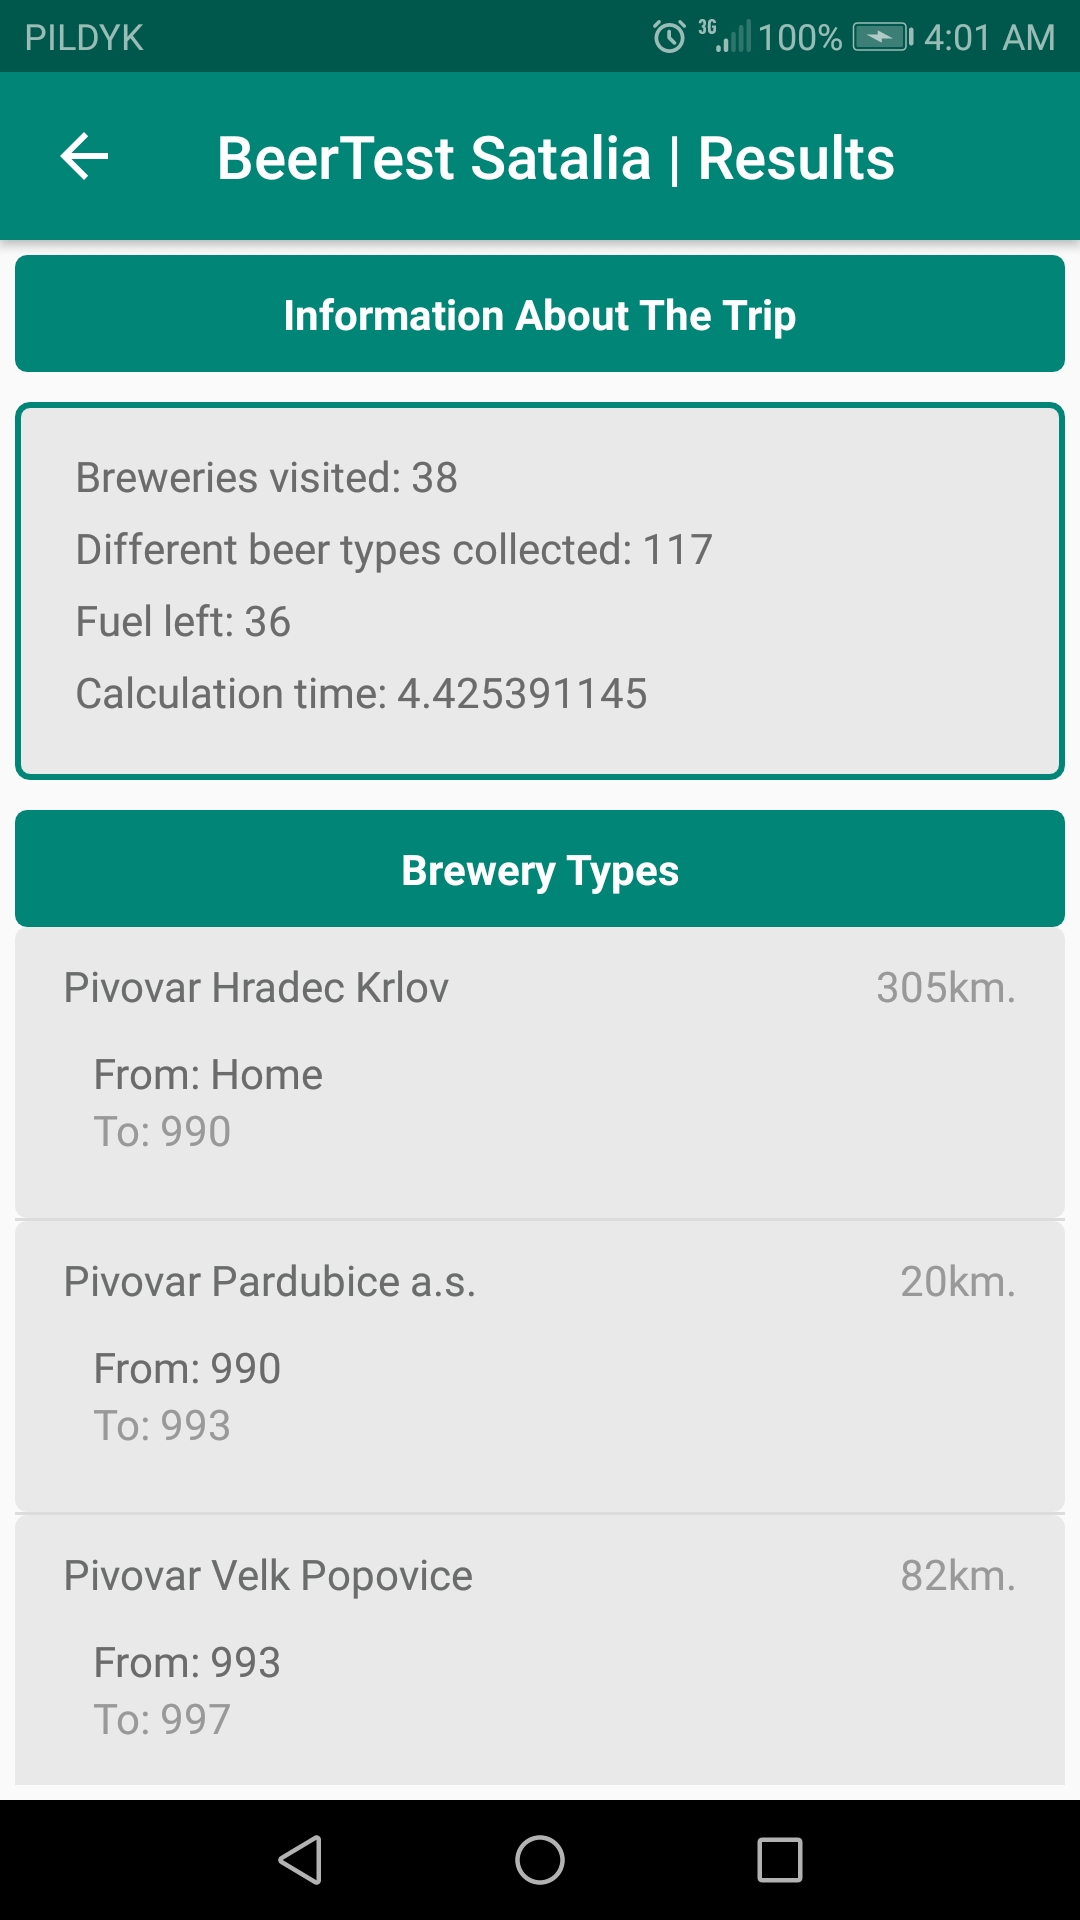 PILDYK 3G 100% 4:01 AM
BeerTest Satalia | Results
Information About The Trip
Breweries visited: 38
Different beer types collected: 117
Fuel left: 36
Calculation time: 4.425391145
Brewery Types
Pivovar Hradec Krlov 305km.
From: Home
To: 990
Pivovar Pardubice a.s. 20km.
From: 990
To: 993
Pivovar Velk Popovice 82km.
From: 993
To: 997